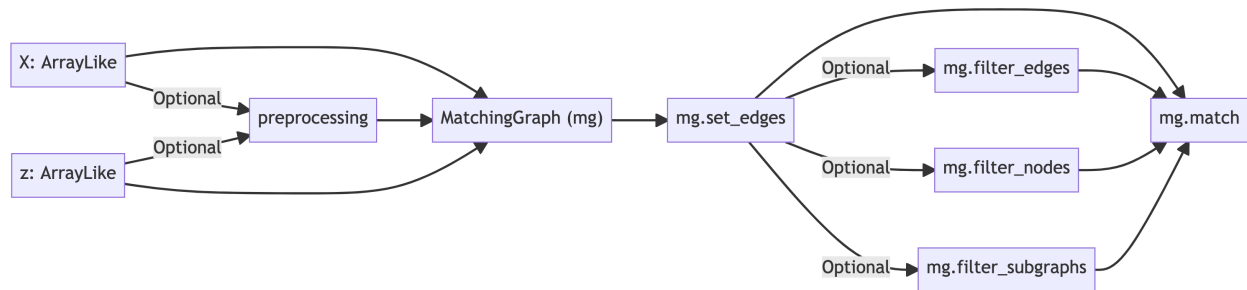 X: ArrayLike
Optional
z: ArrayLike
Optional
preprocessing
MatchingGraph (mg)
mg.set_edges
Optional
mg.filter_edges
Optional
mg.filter_nodes
Optional
mg.filter_subgraphs
mg.match